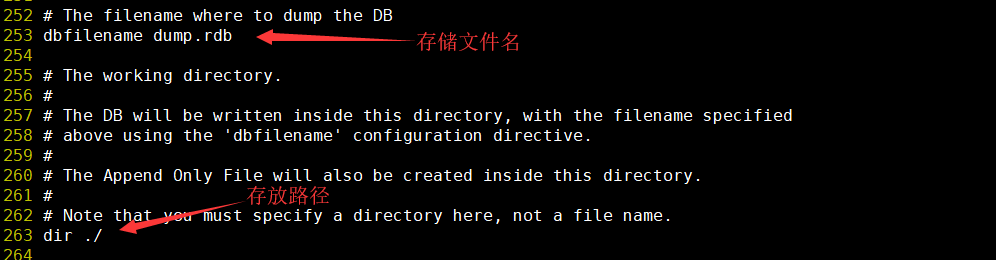 252 # The filename where to dump the DB
253 dbfilename dump.rdb
存储文件名
254
255 # The working directory.
256 #
257 # The DB will be written inside this directory, with the filename specified
258 # above using the 'dbfilename' configuration directive.
259 #
260 # The Append Only File will also be created inside this directory.
261 #
存放路径
262 # Note that you must specify a directory here, not a file name.
263 dir ./
264